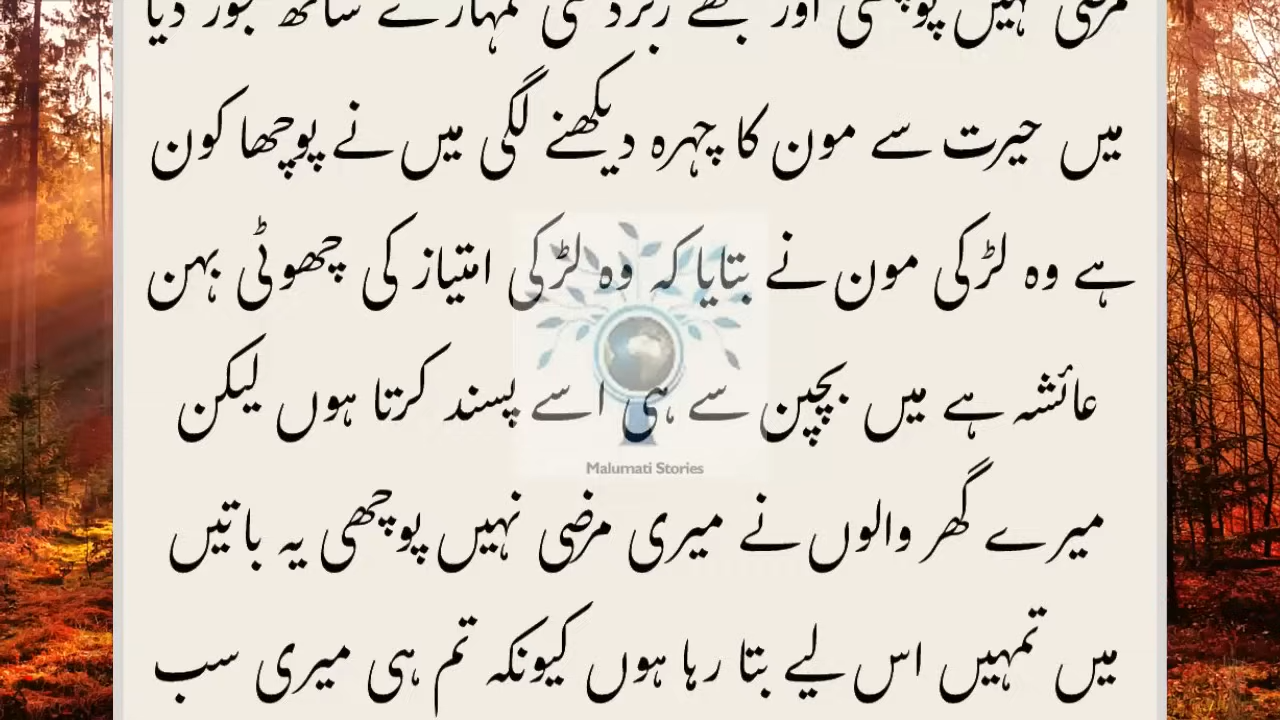 مرضی نہیں پوچھی اور مجھے زبردستی تمہارے ساتھ جوڑ دیا
میں حیرت سے مون کا چہرہ دیکھنے لگی میں نے پوچھا کون
ہے وہ لڑکی مون نے بتایا کہ وہ لڑکی امتیاز کی چھوٹی بہن
عائشہ ہے میں بچپن سے ہی اسے پسند کرتا ہوں لیکن
میرے گھر والوں نے میری مرضی نہیں پوچھی یہ باتیں
میں تمہیں اس لیے بتا رہا ہوں کیونکہ تم ہی میری سب
Malumati Stories